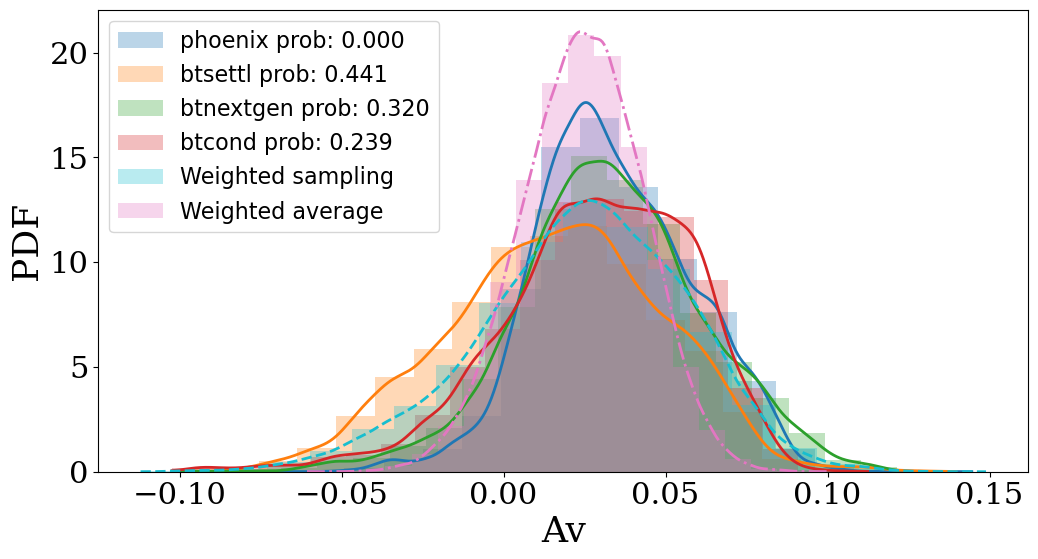 phoenix prob: 0.000
btsettl prob: 0.441
btnextgen prob: 0.320
btcond prob: 0.239
Weighted sampling
Weighted average
PDF
20
15
10
5
0
−0.10 −0.05 0.00 0.05 0.10 0.15
Av